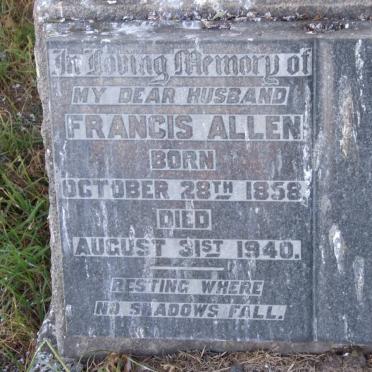 In Loving Memory of
MY DEAR HUSBAND
FRANCIS ALLEN
BORN
OCTOBER 28TH 1858
DIED
AUGUST 31ST 1940.
RESTING WHERE
NO SHADOWS FALL.